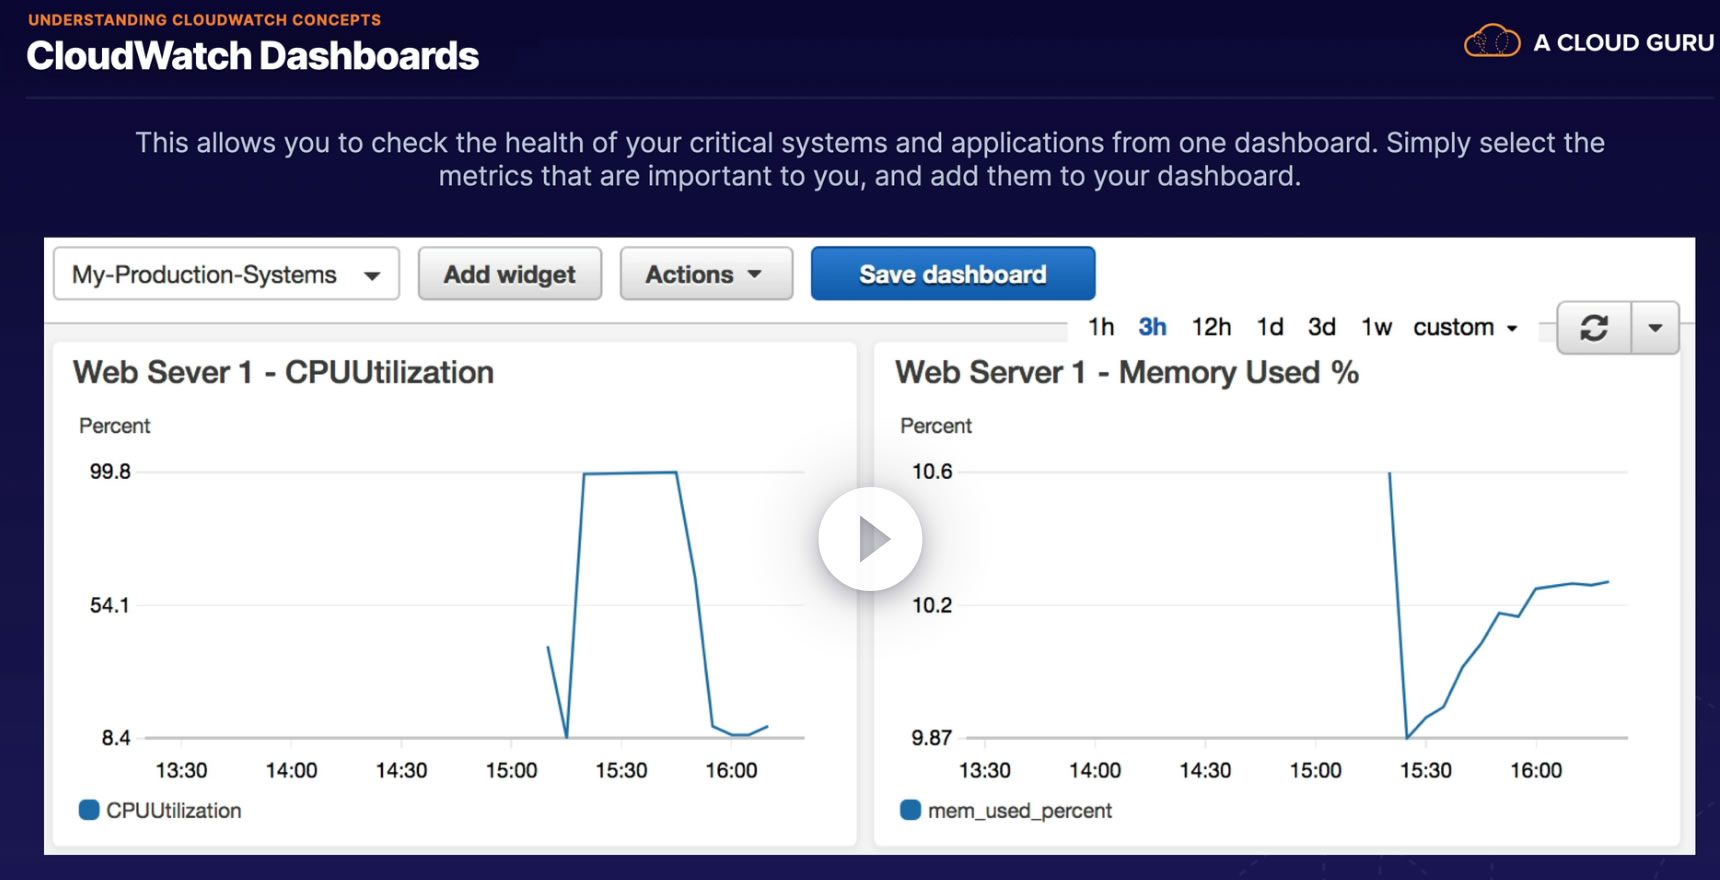 UNDERSTANDING CLOUDWATCH CONCEPTS
CloudWatch Dashboards
A CLOUD GURU
This allows you to check the health of your critical systems and applications from one dashboard. Simply select the
metrics that are important to you, and add them to your dashboard.
My-Production-Systems Add widget Actions Save dashboard
1h 3h 12h 1d 3d 1w custom
Web Sever 1 - CPUUtilization
Percent
99.8
54.1
8.4
13:30 14:00 14:30 15:00 15:30 16:00
CPUUtilization
Web Server 1 - Memory Used %
Percent
10.6
10.2
9.87
13:30 14:00 14:30 15:00 15:30 16:00
mem_used_percent